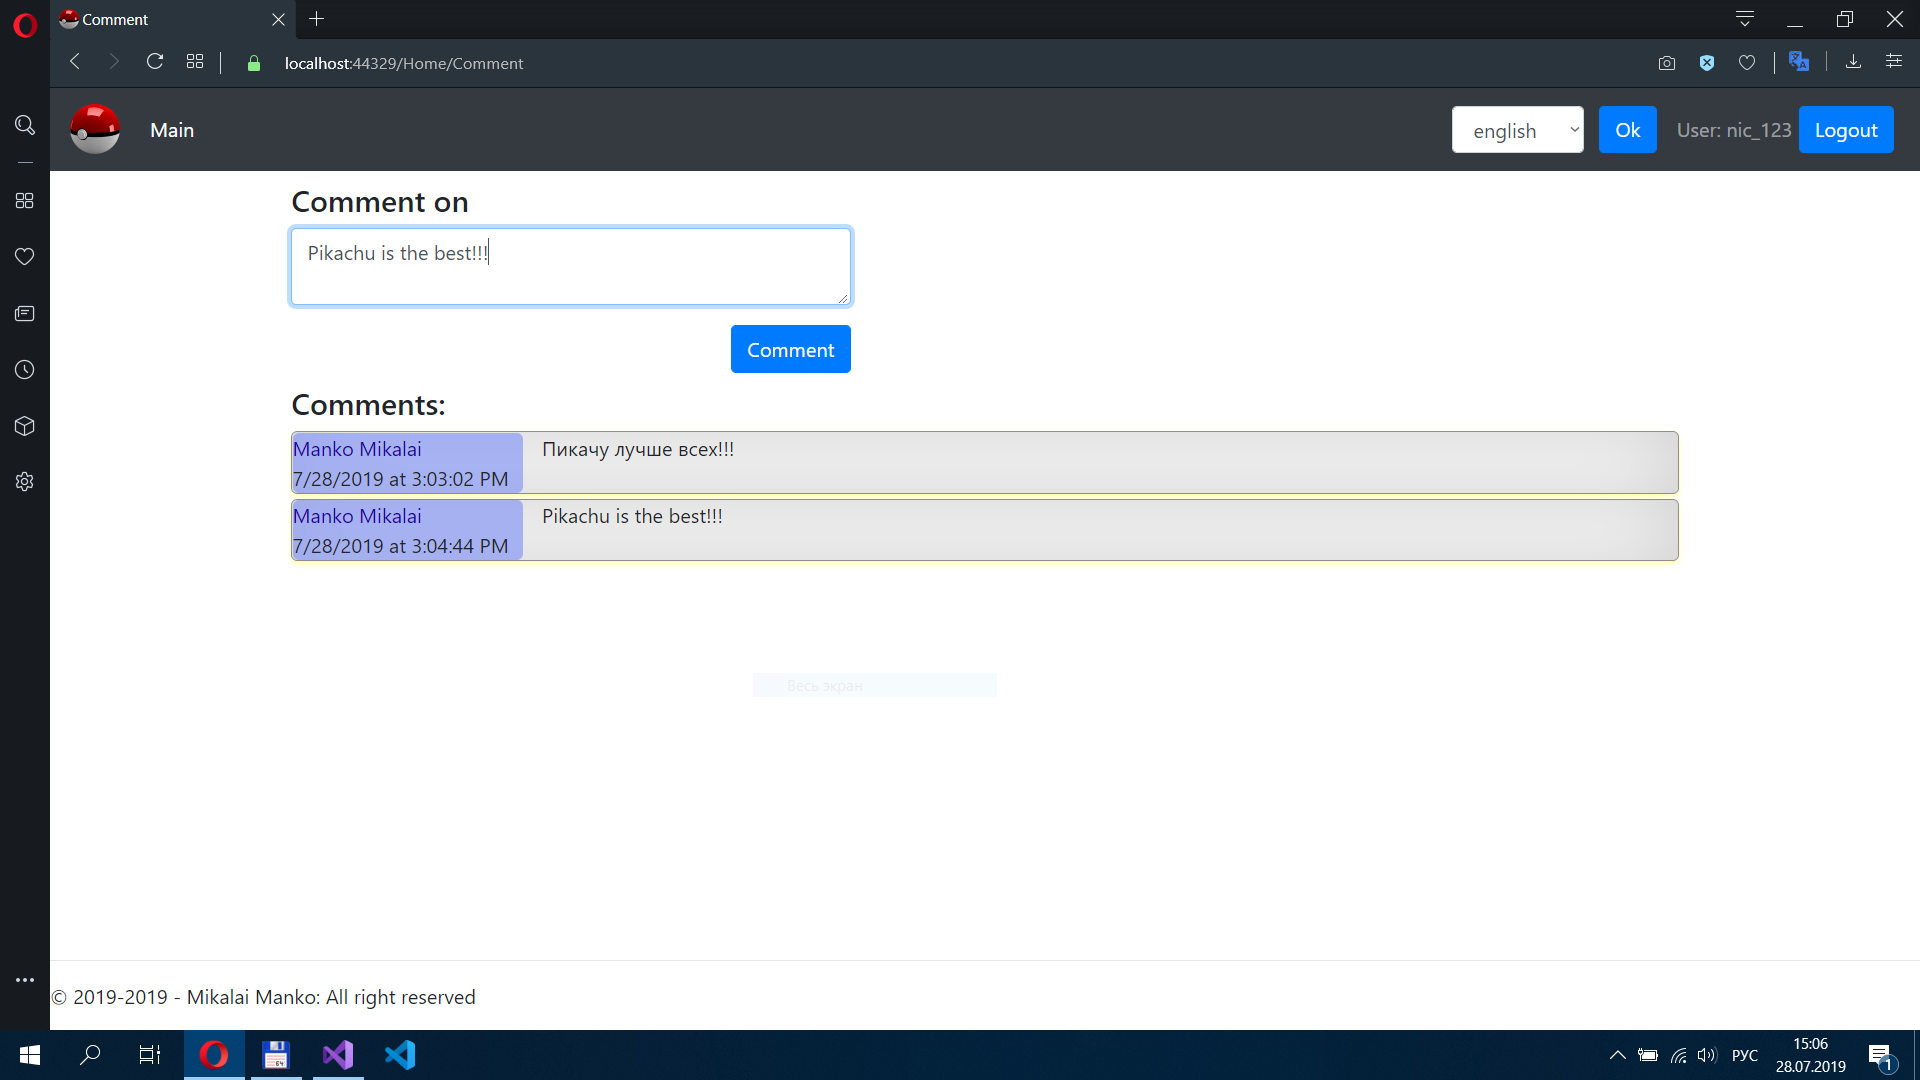 Comment
localhost:44329/Home/Comment
Main
english
Ok
User: nic_123
Logout
Comment on
Pikachu is the best!!!
Comment
Comments:
Manko Mikalai
7/28/2019 at 3:03:02 PM
Пикачу лучше всех!!!
Manko Mikalai
7/28/2019 at 3:04:44 PM
Pikachu is the best!!!
Весь экран
© 2019-2019 - Mikalai Manko: All right reserved
64
РУС
15:06
28.07.2019
1